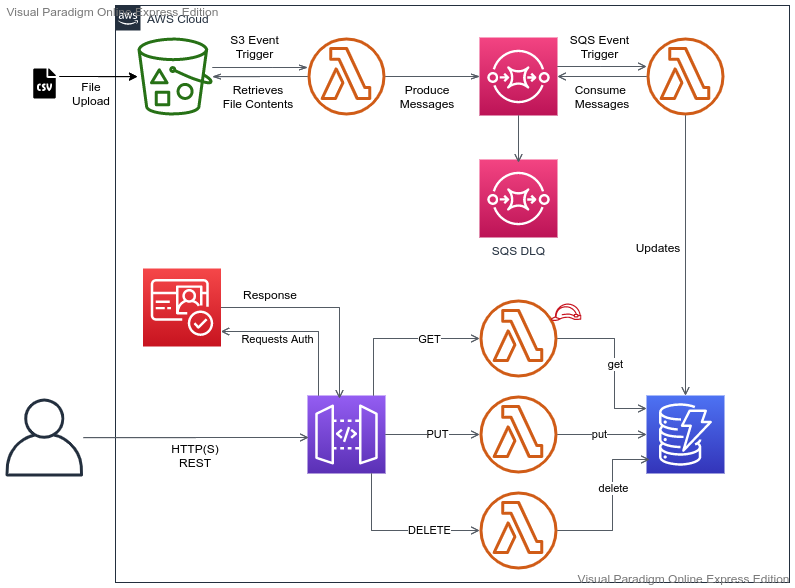 Visual Paradigm Online Express Edition
aws
AWS Cloud
S3 Event
Trigger
SQS Event
Trigger
CSV
File
Upload
Retrieves
File Contents
Produce
Messages
Consume
Messages
SQS DLQ
Updates
Response
Requests Auth
GET
get
</>
PUT
put
HTTP(S)
REST
delete
DELETE
Visual Paradigm Online Express Edition